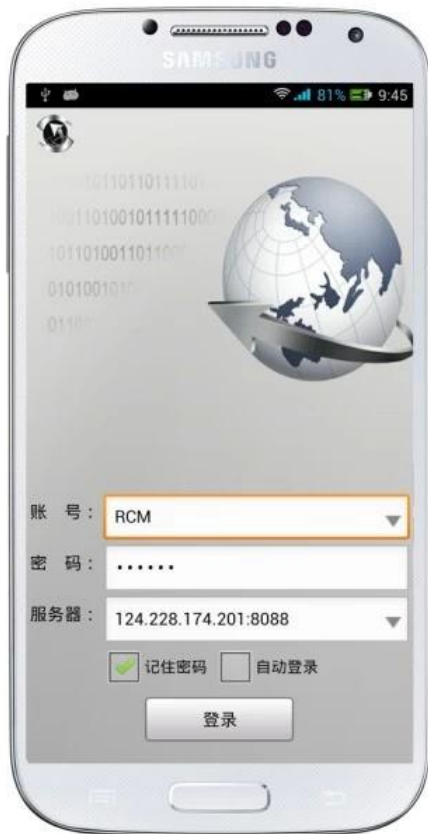 SAMSUNG
81% 9:45
账 号：
RCM
密 码：
••••••
服务器：
124.228.174.201:8088
记住密码 自动登录
登录